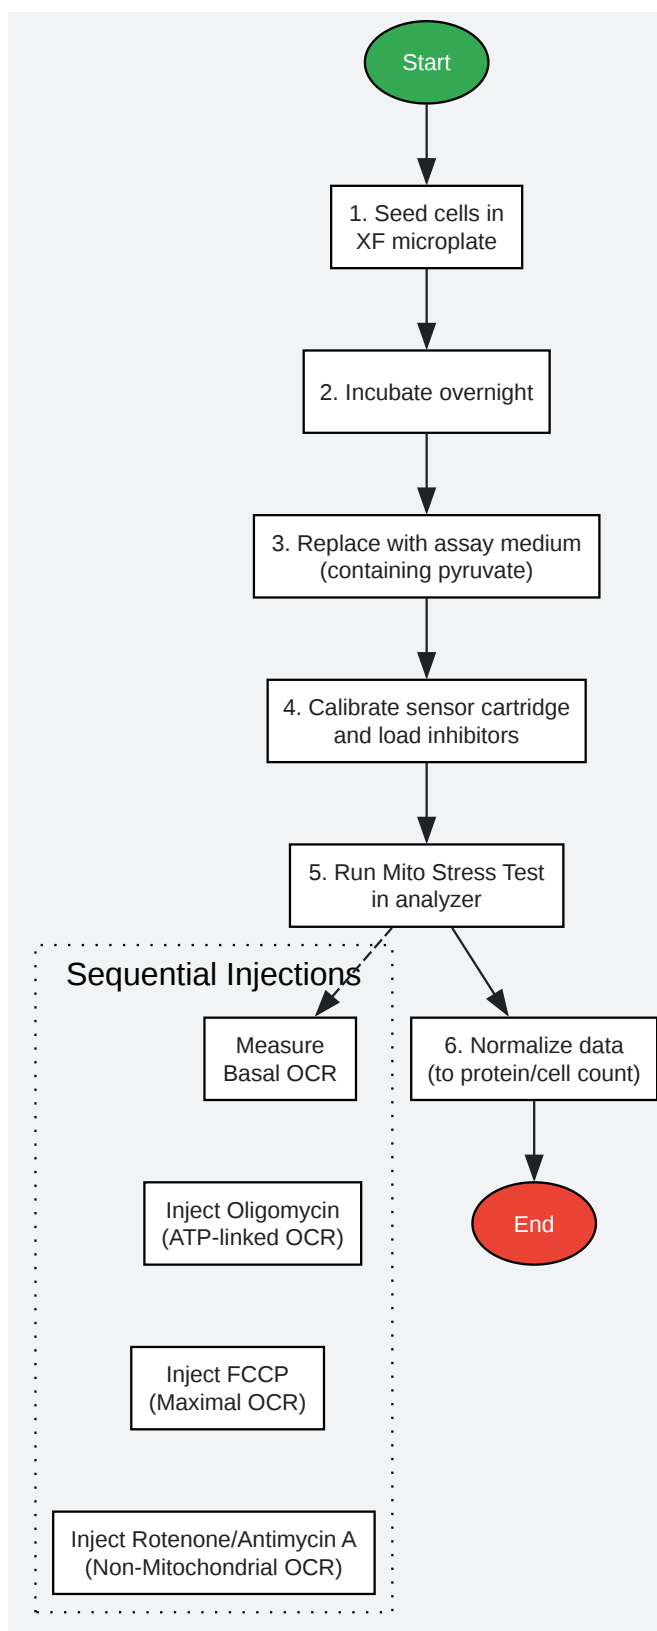 Start
1. Seed cells in
XF microplate
2. Incubate overnight
3. Replace with assay medium
(containing pyruvate)
4. Calibrate sensor cartridge
and load inhibitors
5. Run Mito Stress Test
in analyzer
Sequential Injections
Measure
Basal OCR
6. Normalize data
(to protein/cell count)
Inject Oligomycin
(ATP-linked OCR)
End
Inject FCCP
(Maximal OCR)
Inject Rotenone/Antimycin A
(Non-Mitochondrial OCR)